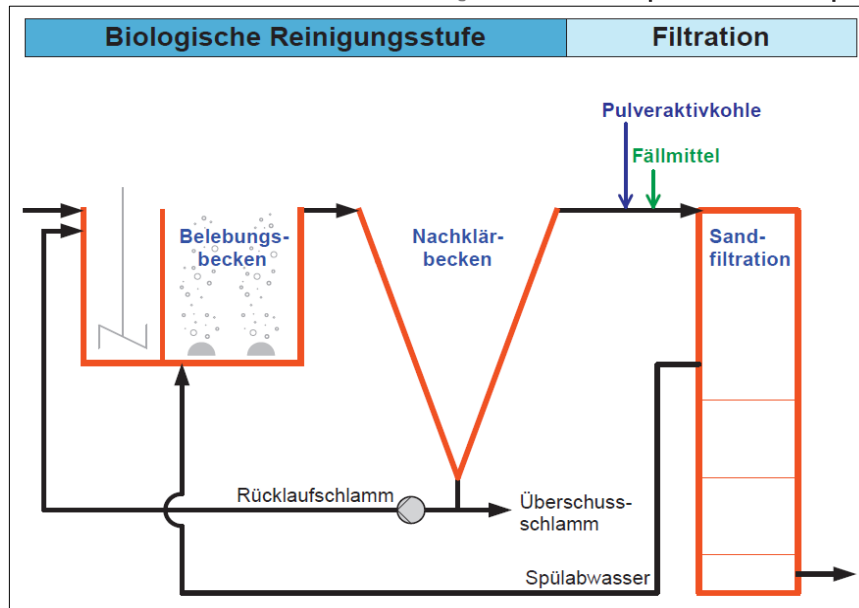 Biologische Reinigungsstufe
Filtration
Pulveraktivkohle
Fällmittel
Belebungs-
becken
Nachklär-
becken
Sand-
filtration
Rücklaufschlamm
Überschuss-
schlamm
Spülabwasser